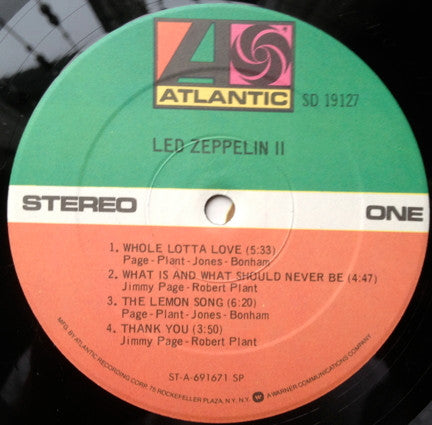 A
ATLANTIC SD 19127
LED ZEPPELIN II
STEREO ONE
1. WHOLE LOTTA LOVE (5:33)
Page - Plant - Jones - Bonham
2. WHAT IS AND WHAT SHOULD NEVER BE (4:47)
Jimmy Page - Robert Plant
3. THE LEMON SONG (6:20)
Page - Plant - Jones - Bonham
4. THANK YOU (3:50)
Jimmy Page - Robert Plant
ST-A-691671 SP
MFG. BY ATLANTIC RECORDING CORP. 75 ROCKEFELLER PLAZA, N.Y. N.Y. W A WARNER COMMUNICATIONS COMPANY